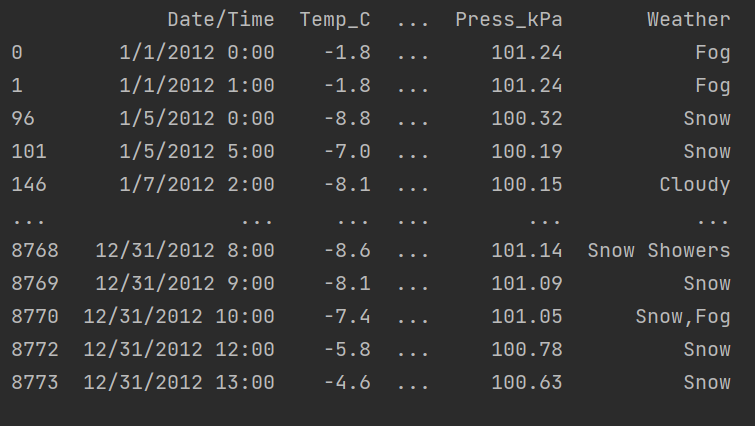 Date/Time Temp_C ... Press_kPa Weather
0 1/1/2012 0:00 -1.8 ... 101.24 Fog
1 1/1/2012 1:00 -1.8 ... 101.24 Fog
96 1/5/2012 0:00 -8.8 ... 100.32 Snow
101 1/5/2012 5:00 -7.0 ... 100.19 Snow
146 1/7/2012 2:00 -8.1 ... 100.15 Cloudy
... ... ... ... ... ...
8768 12/31/2012 8:00 -8.6 ... 101.14 Snow Showers
8769 12/31/2012 9:00 -8.1 ... 101.09 Snow
8770 12/31/2012 10:00 -7.4 ... 101.05 Snow,Fog
8772 12/31/2012 12:00 -5.8 ... 100.78 Snow
8773 12/31/2012 13:00 -4.6 ... 100.63 Snow